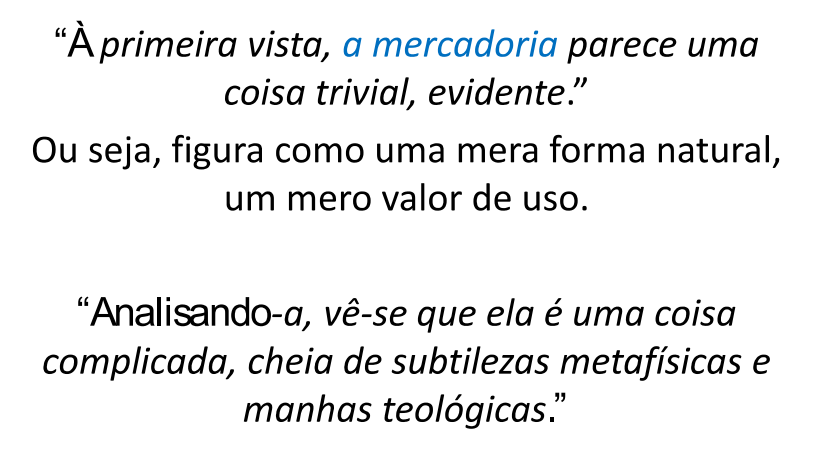 “À primeira vista, a mercadoria parece uma
coisa trivial, evidente.”
Ou seja, figura como uma mera forma natural,
um mero valor de uso.
“Analisando-a, vê-se que ela é uma coisa
complicada, cheia de subtilezas metafísicas e
manhas teológicas.”